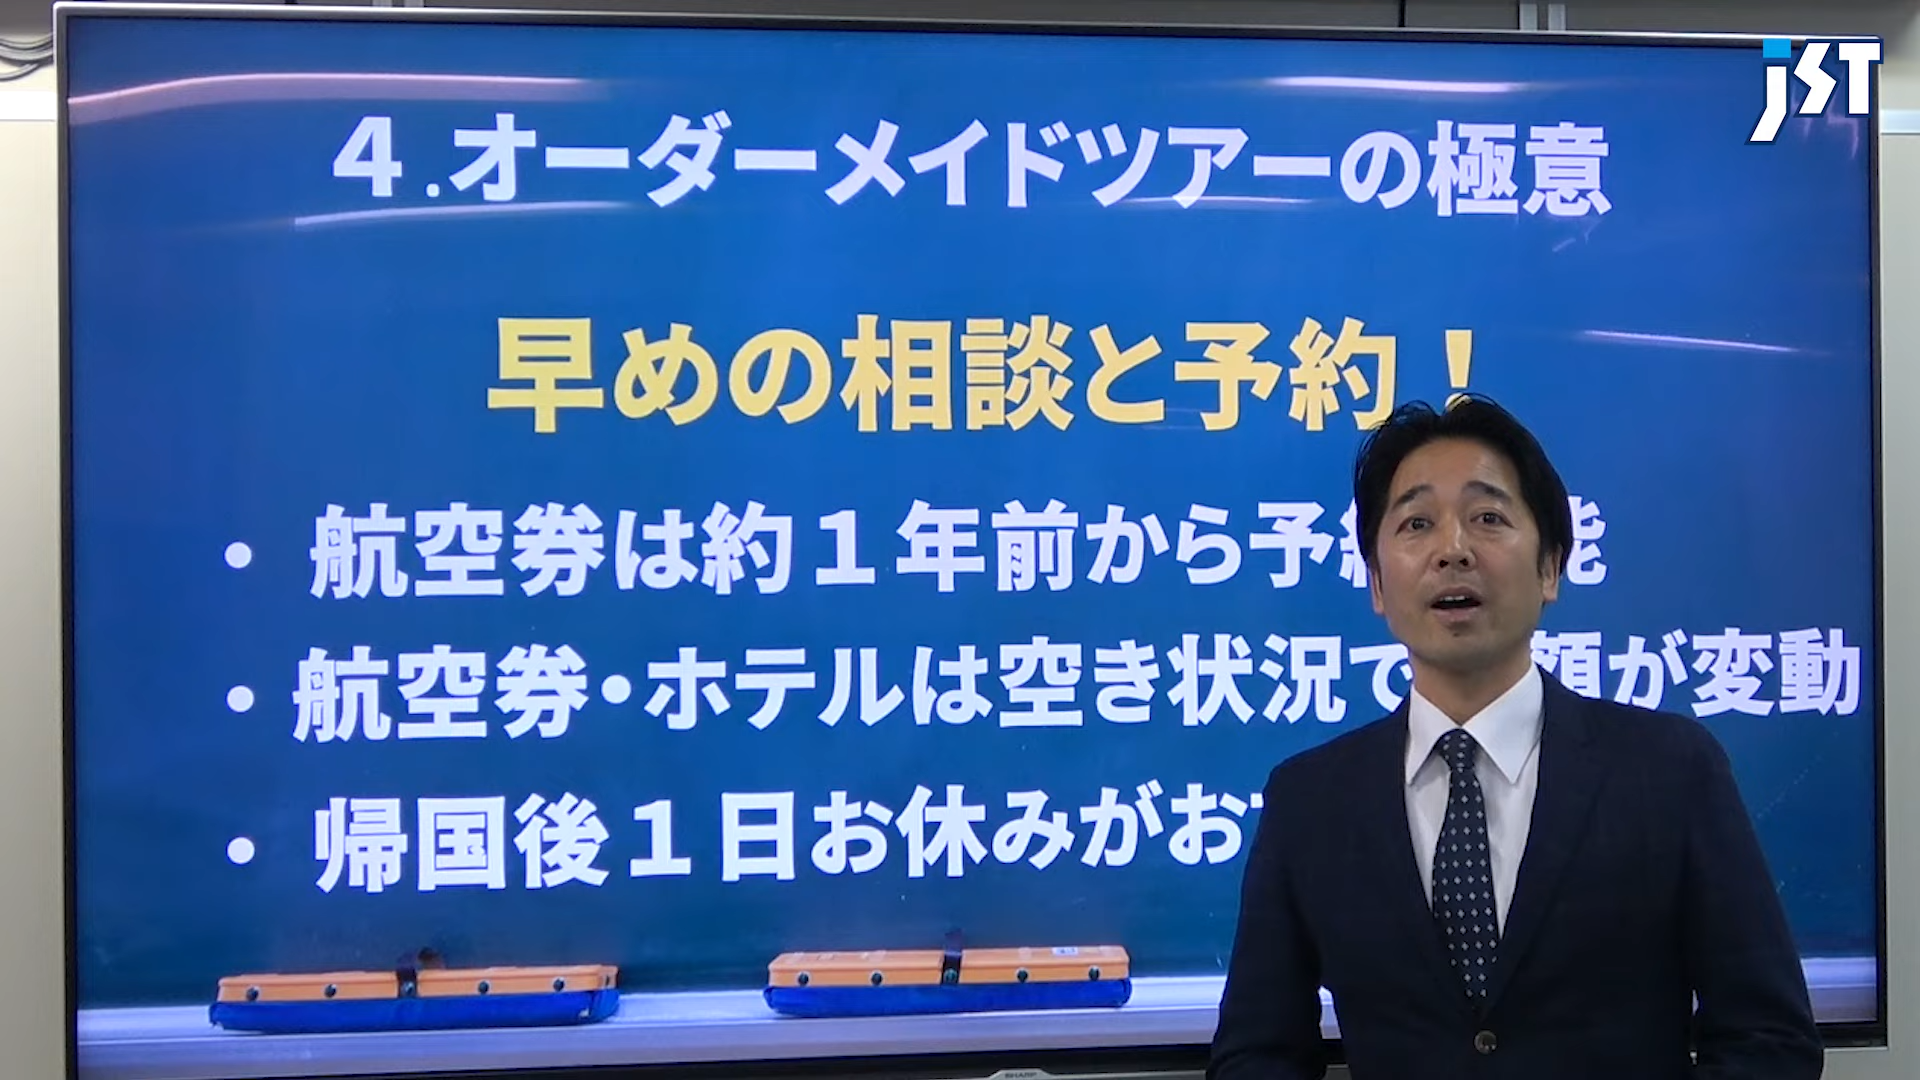 jST
４.オーダーメイドツアーの極意
早めの相談と予約！
・航空券は約１年前から予約 能
・航空券・ホテルは空き状況で 額が変動
・帰国後１日お休みがお
SHARP